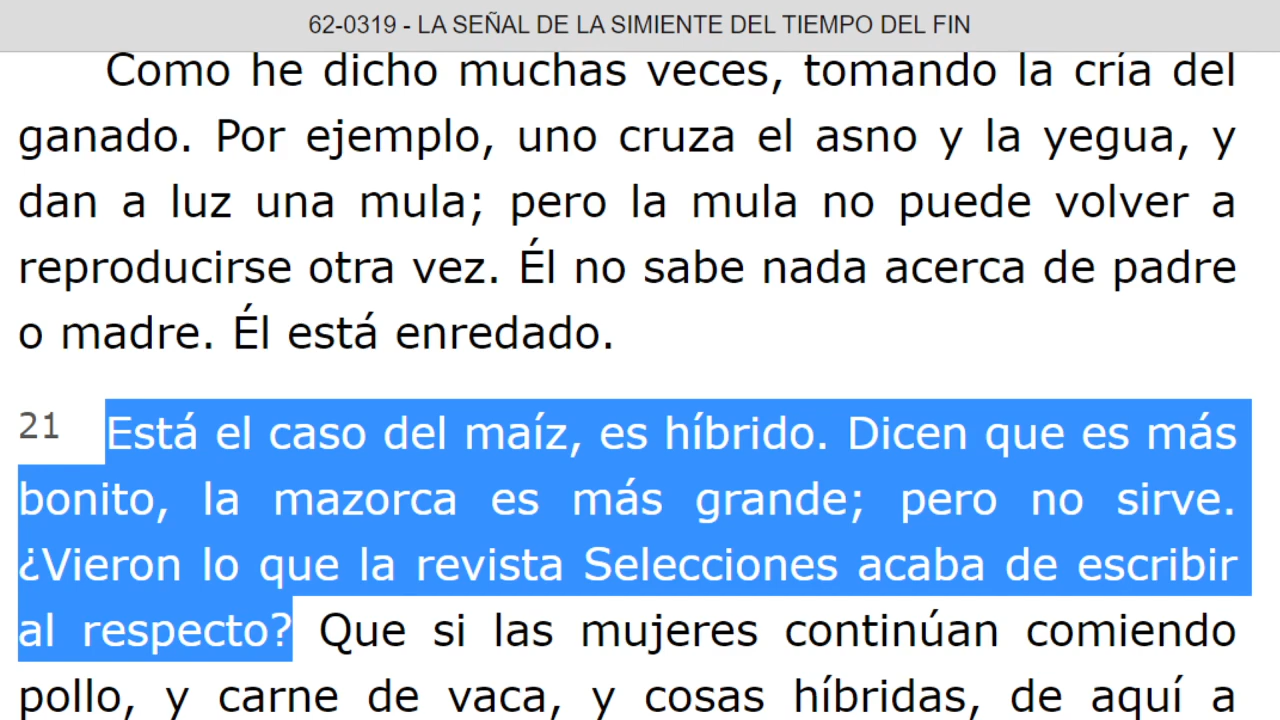 62-0319 - LA SEÑAL DE LA SIMIENTE DEL TIEMPO DEL FIN
Como he dicho muchas veces, tomando la cría del
ganado. Por ejemplo, uno cruza el asno y la yegua, y
dan a luz una mula; pero la mula no puede volver a
reproducirse otra vez. Él no sabe nada acerca de padre
o madre. Él está enredado.
21 Está el caso del maíz, es híbrido. Dicen que es más
bonito, la mazorca es más grande; pero no sirve.
¿Vieron lo que la revista Selecciones acaba de escribir
al respecto? Que si las mujeres continúan comiendo
pollo, y carne de vaca, y cosas híbridas, de aquí a